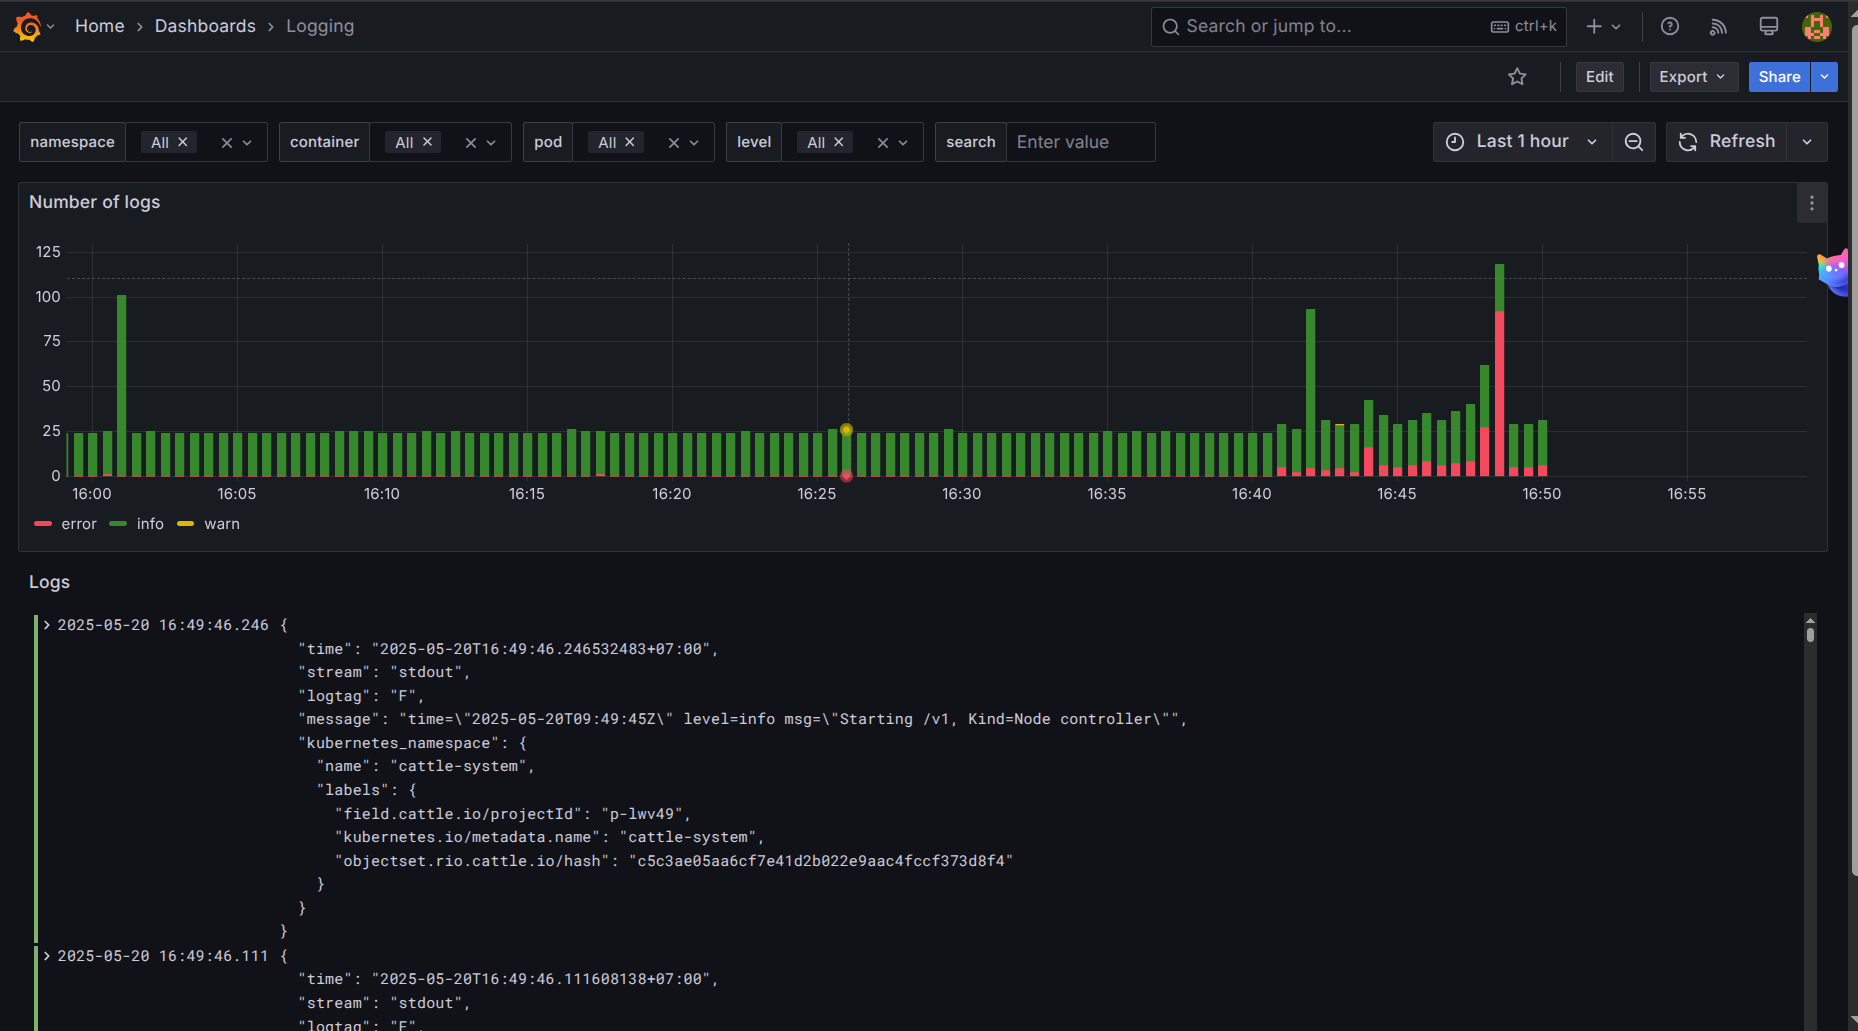 Home › Dashboards › Logging
Search or jump to... ctrl+k
Edit Export Share
namespace All container All pod All level All search Enter value Last 1 hour Refresh
Number of logs
125
100
75
50
25
0
16:00 16:05 16:10 16:15 16:20 16:25 16:30 16:35 16:40 16:45 16:50 16:55
error info warn
Logs
> 2025-05-20 16:49:46.246 {
"time": "2025-05-20T16:49:46.246532483+07:00",
"stream": "stdout",
"logtag": "F",
"message": "time=\"2025-05-20T09:49:45Z\" level=info msg=\"Starting /v1, Kind=Node controller\"",
"kubernetes_namespace": {
"name": "cattle-system",
"labels": {
"field.cattle.io/projectId": "p-lwv49",
"kubernetes.io/metadata.name": "cattle-system",
"objectset.rio.cattle.io/hash": "c5c3ae05aa6cf7e41d2b022e9aac4fccf373d8f4"
}
}
}
> 2025-05-20 16:49:46.111 {
"time": "2025-05-20T16:49:46.111608138+07:00",
"stream": "stdout",
"logtag": "F",